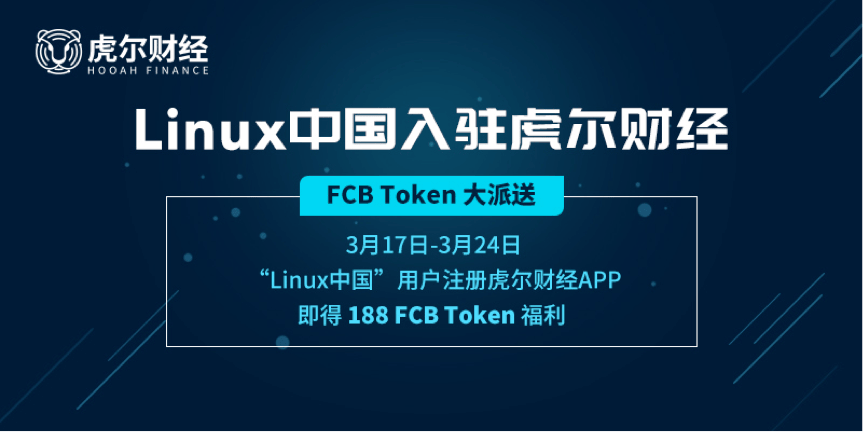 虎尔财经
HOOAH FINANCE
Linux中国入驻虎尔财经
FCB Token 大派送
3月17日-3月24日
“Linux中国”用户注册虎尔财经APP
即得 188 FCB Token 福利